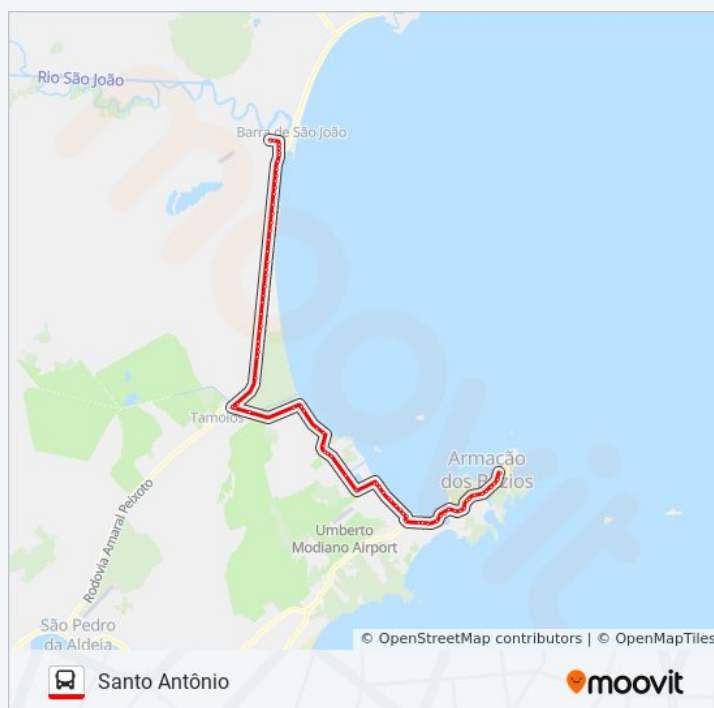 Rio São João
Barra de São João
Tamoios
Armação
dos Búzios
Umberto
Modiano Airport
Rodovia Amaral Peixoto
São Pedro
da Aldeia
© OpenStreetMap contributors | © OpenMapTiles
Santo Antônio
moovit
moovit